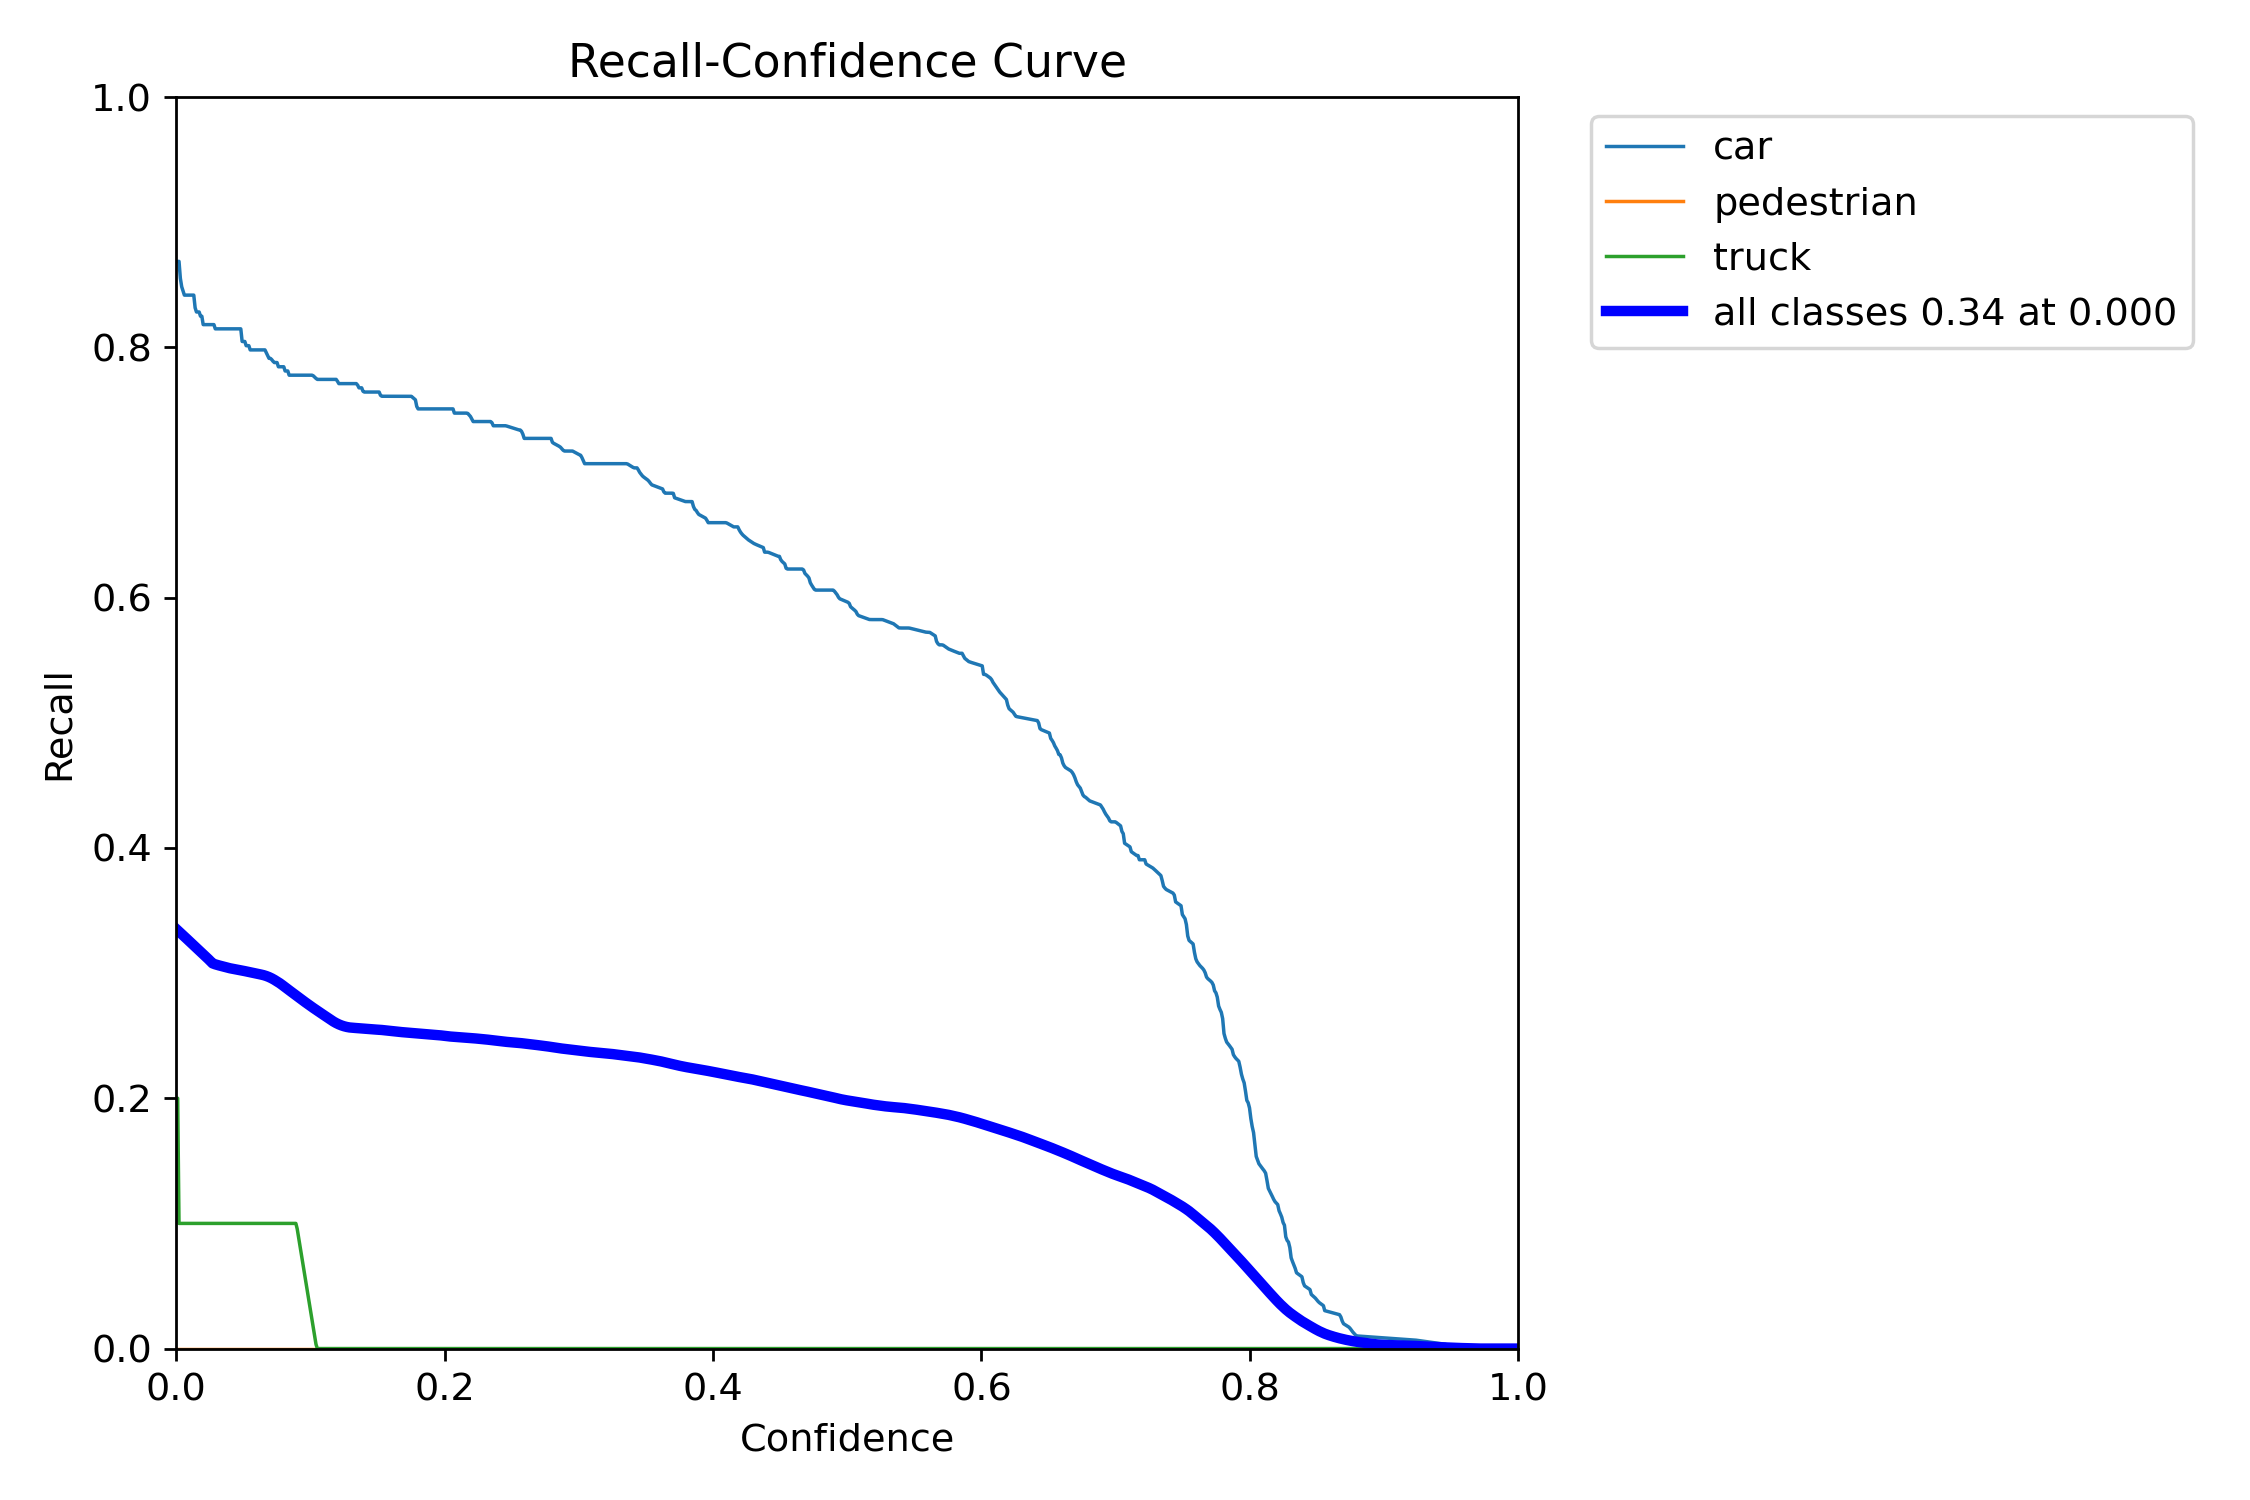 Recall-Confidence Curve
1.0
0.8
0.6
0.4
0.2
0.0
Recall
0.0 0.2 0.4 0.6 0.8 1.0
Confidence
car
pedestrian
truck
all classes 0.34 at 0.000